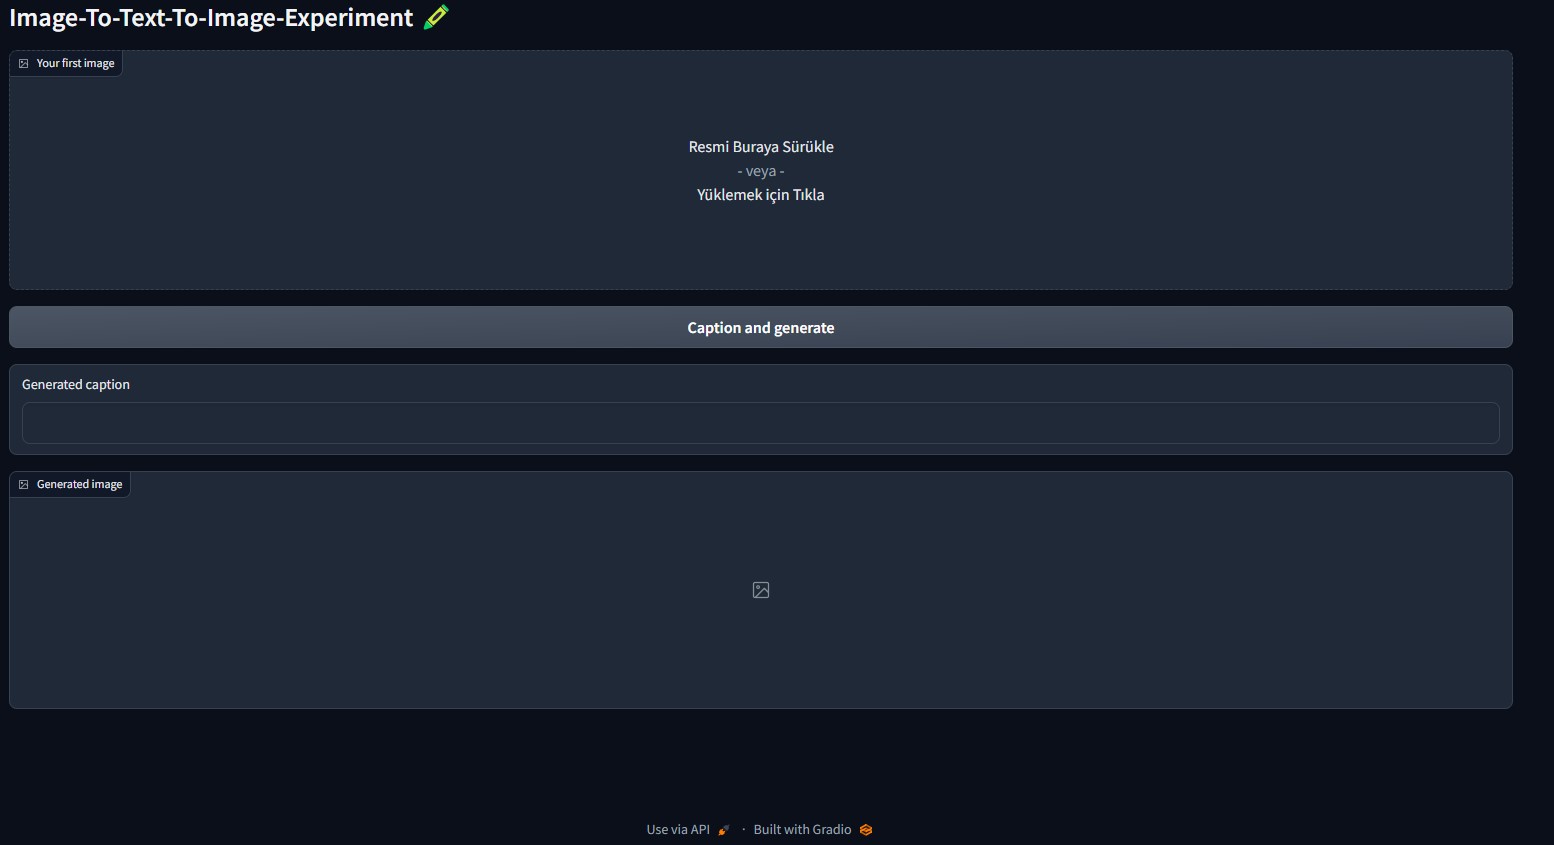 Image-To-Text-To-Image-Experiment
Your first image
Resmi Buraya Sürükle
- veya -
Yüklemek için Tıkla
Caption and generate
Generated caption
Generated image
Use via API · Built with Gradio